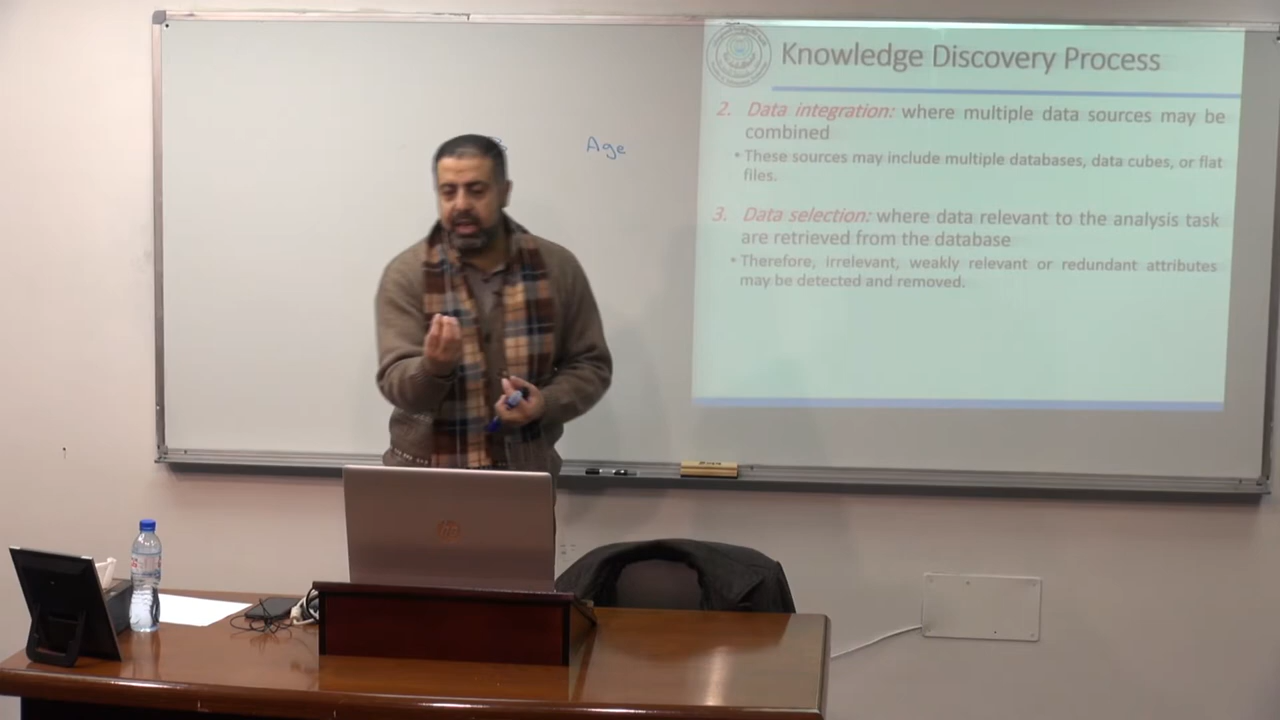 Knowledge Discovery Process
2. Data integration: where multiple data sources may be
combined
• These sources may include multiple databases, data cubes, or flat
files.
3. Data selection: where data relevant to the analysis task
are retrieved from the database
• Therefore, irrelevant, weakly relevant or redundant attributes
may be detected and removed.
Age
hp